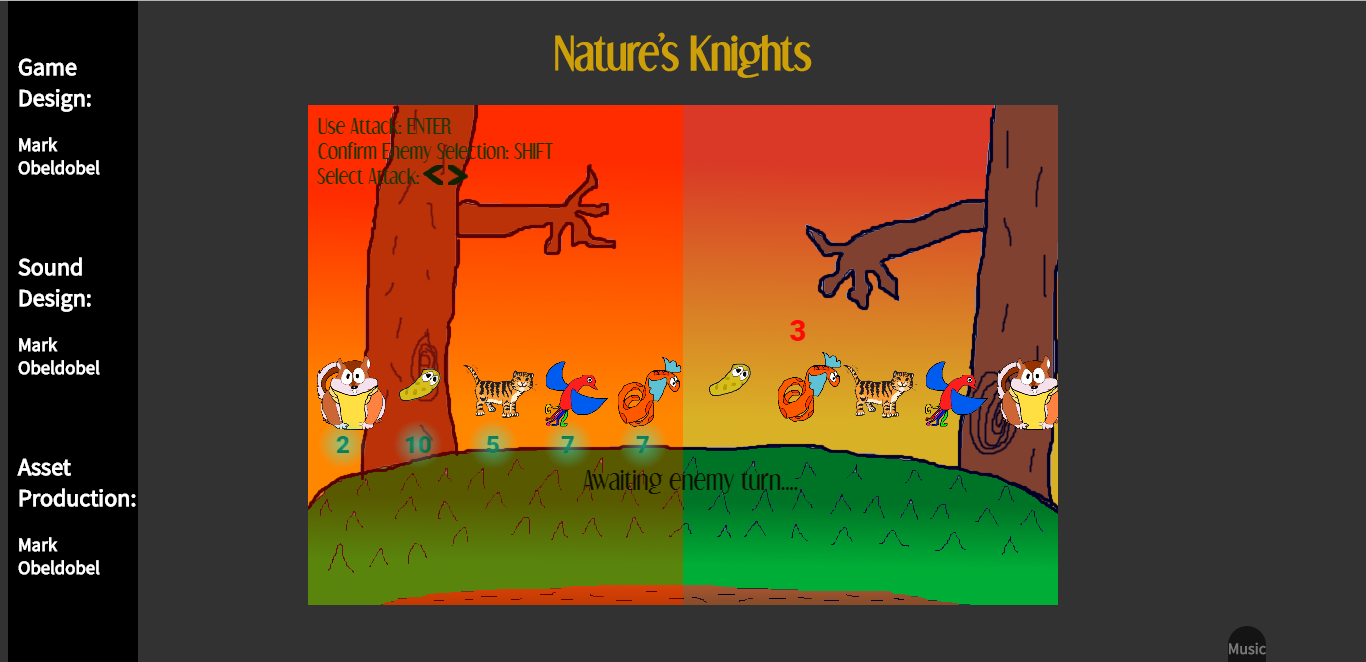 Nature's Knights
Game
Design:
Mark
Obeldobel
Sound
Design:
Mark
Obeldobel
Asset
Production:
Mark
Obeldobel
Use Attack: ENTER
Confirm Enemy Selection: SHIFT
Select Attack: < >
3
2 10 5 7 7
Awaiting enemy turn....
Music